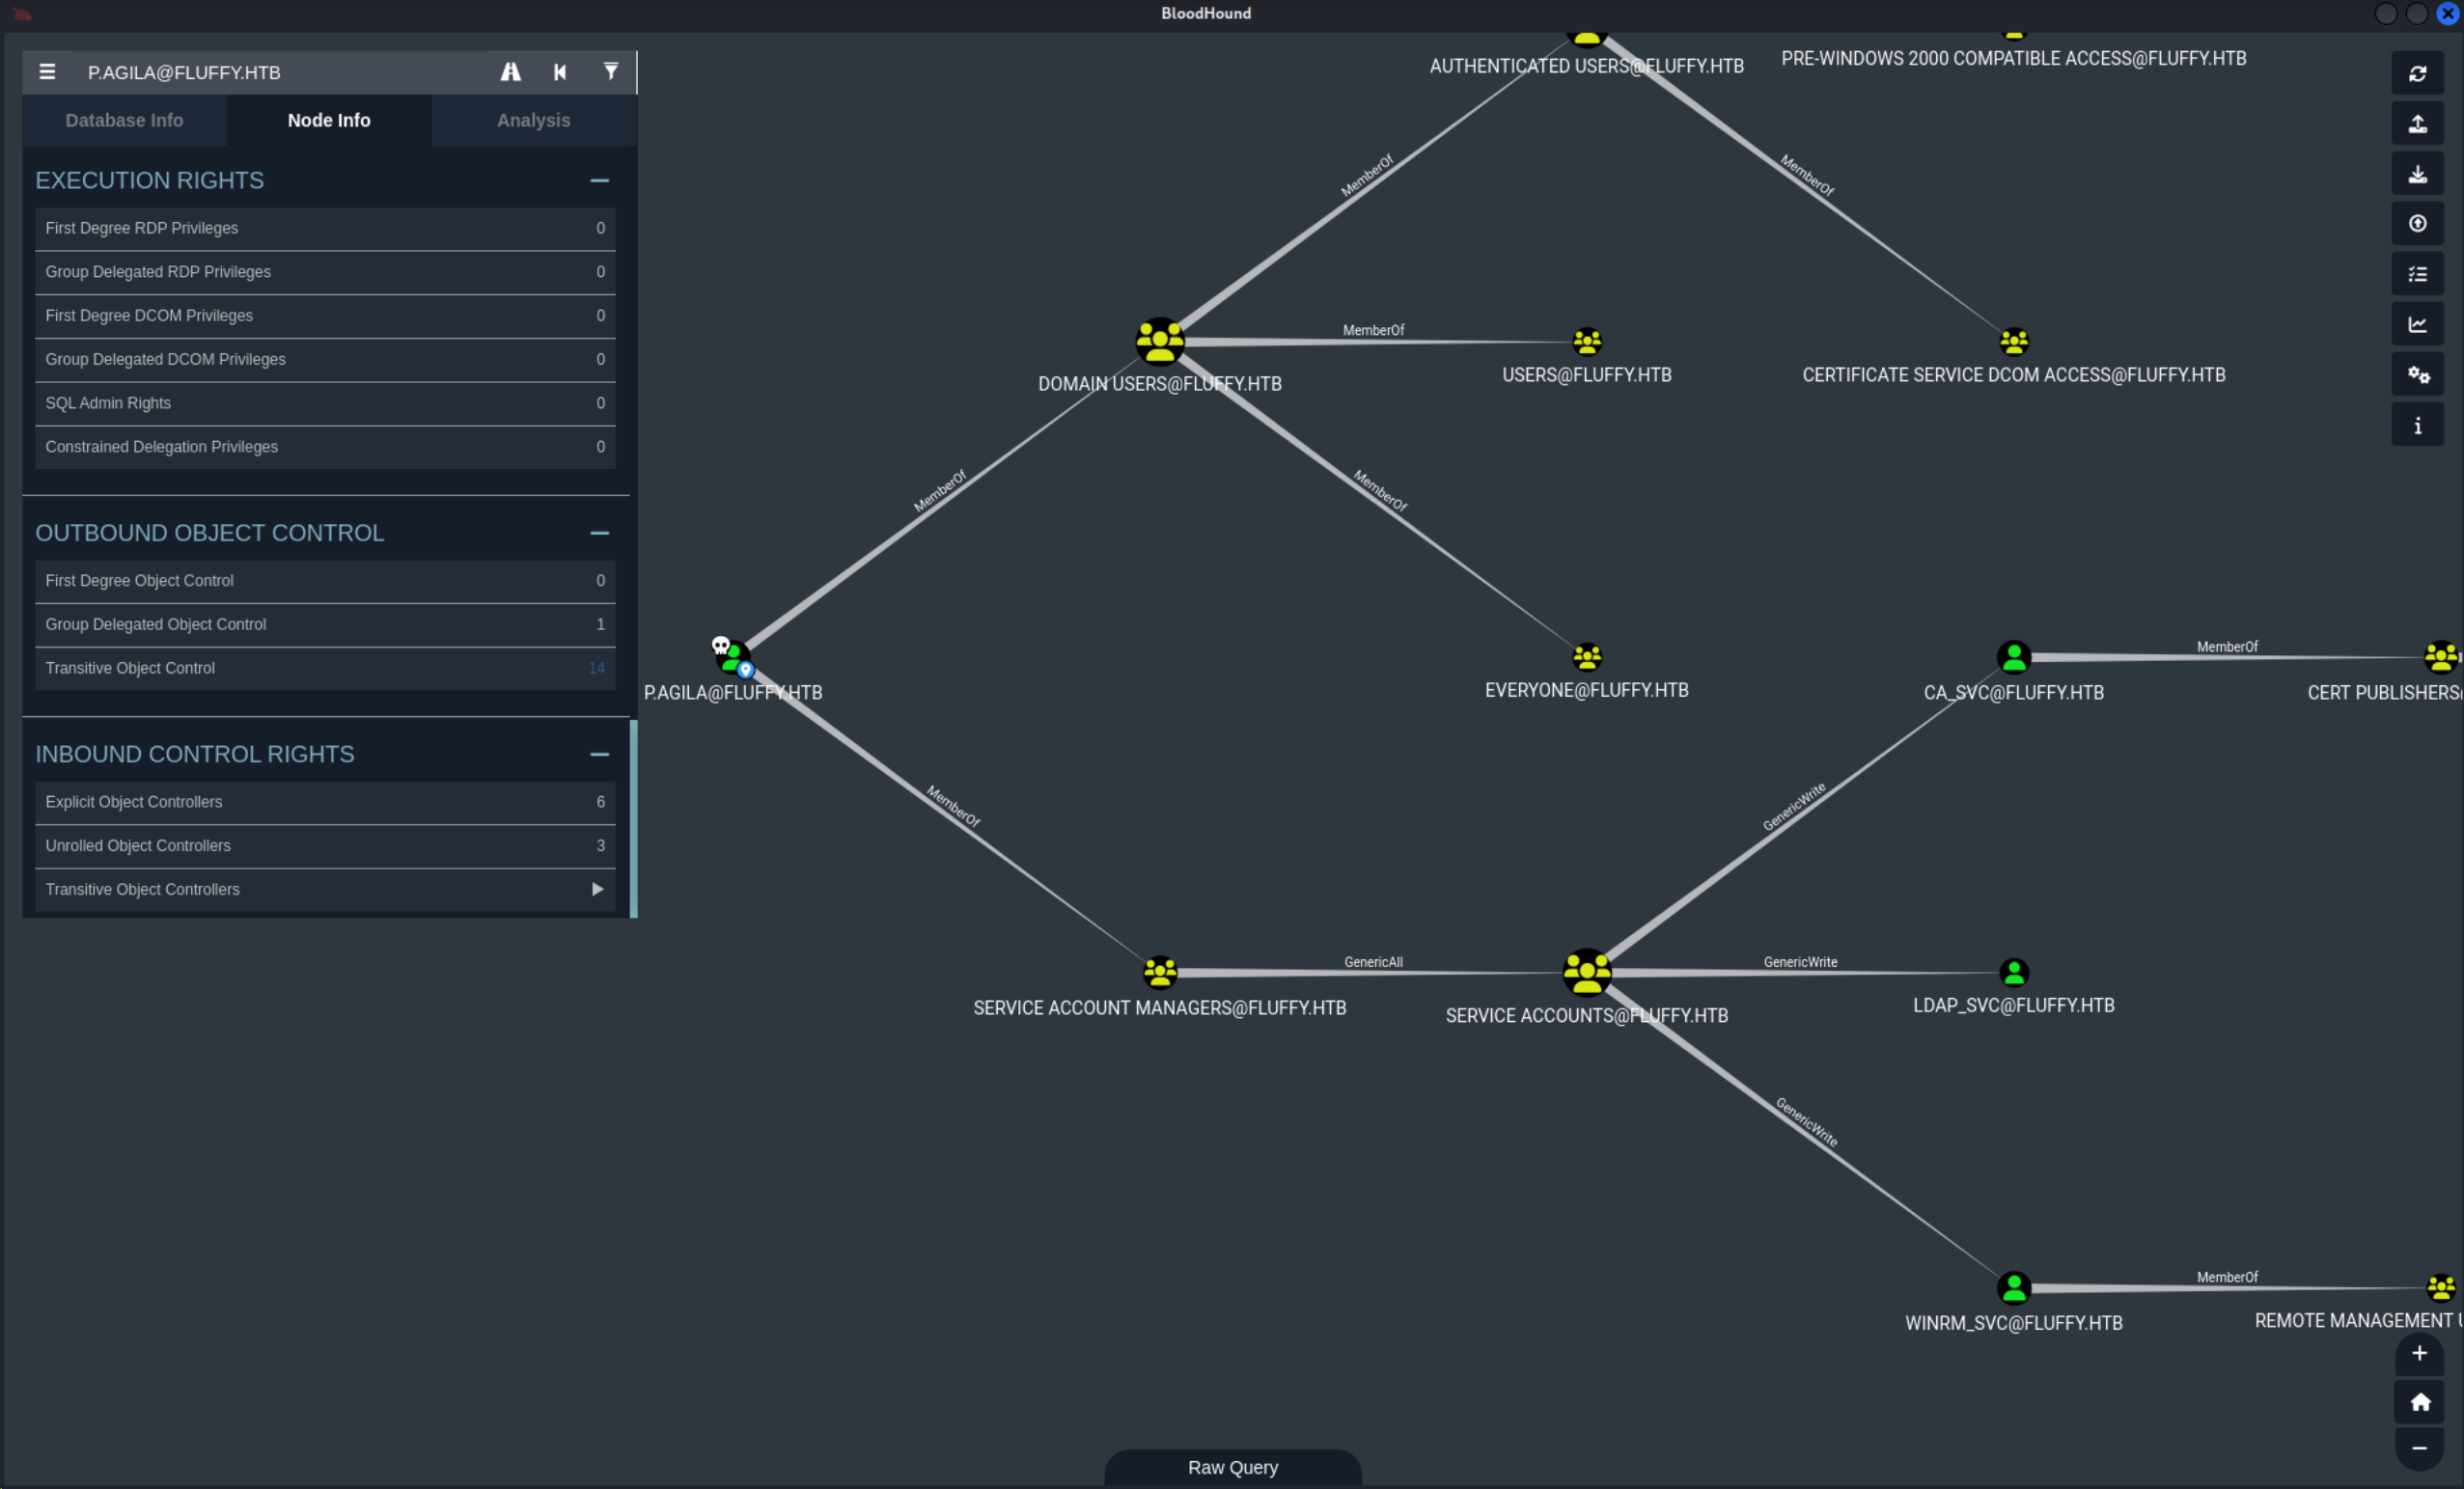 BloodHound
P.AGILA@FLUFFY.HTB
Database Info
Node Info
Analysis
EXECUTION RIGHTS
First Degree RDP Privileges 0
Group Delegated RDP Privileges 0
First Degree DCOM Privileges 0
Group Delegated DCOM Privileges 0
SQL Admin Rights 0
Constrained Delegation Privileges 0
OUTBOUND OBJECT CONTROL
First Degree Object Control 0
Group Delegated Object Control 1
Transitive Object Control 14
INBOUND CONTROL RIGHTS
Explicit Object Controllers 6
Unrolled Object Controllers 3
Transitive Object Controllers
AUTHENTICATED USERS@FLUFFY.HTB
PRE-WINDOWS 2000 COMPATIBLE ACCESS@FLUFFY.HTB
MemberOf
MemberOf
MemberOf
DOMAIN USERS@FLUFFY.HTB
USERS@FLUFFY.HTB
CERTIFICATE SERVICE DCOM ACCESS@FLUFFY.HTB
MemberOf
MemberOf
MemberOf
P.AGILA@FLUFFY.HTB
EVERYONE@FLUFFY.HTB
CA_SVC@FLUFFY.HTB
CERT PUBLISHERS
MemberOf
GenericWrite
GenericAll
GenericWrite
SERVICE ACCOUNT MANAGERS@FLUFFY.HTB
SERVICE ACCOUNTS@FLUFFY.HTB
LDAP_SVC@FLUFFY.HTB
GenericWrite
MemberOf
WINRM_SVC@FLUFFY.HTB
REMOTE MANAGEMENT
Raw Query